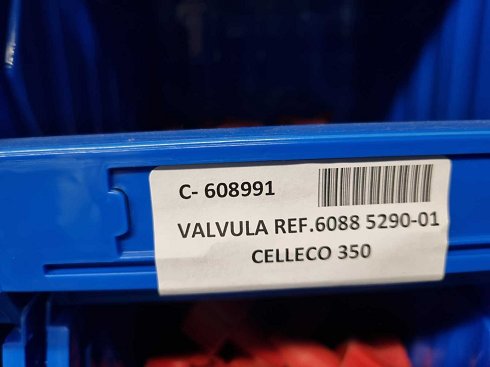 C- 608991
VALVULA REF.6088 5290-01
CELLECO 350